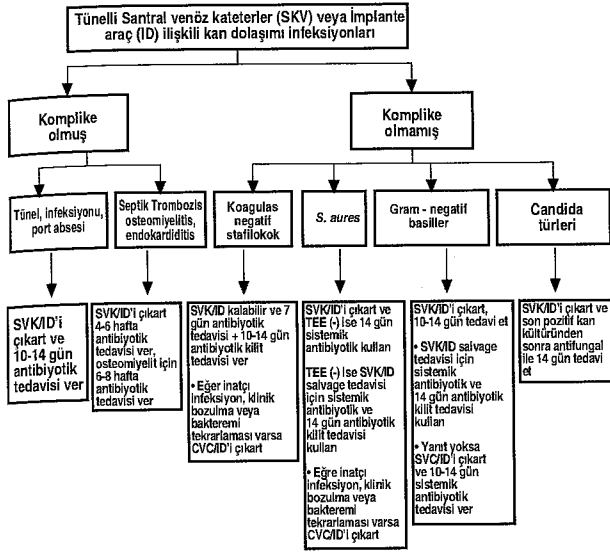 Tünelli Santral venöz kateterler (SKV) veya İmplante
araç (ID) ilişkili kan dolaşımı infeksiyonları
Komplike
olmuş
Komplike
olmamış
Tünel, infeksiyonu,
port absesi
Septik Trombozis
osteomiyelitis,
endokarditis
Koagulas
negatif
stafilokok
S. aures
Gram - negatif
basiller
Candida
türleri
SVK/ID'i
çıkart ve
10-14 gün
antibiyotik
tedavisi ver
SVK/ID'i çıkart
4-6 hafta
antibiyotik
tedavisi ver,
osteomiyelit için
6-8 hafta
antibiyotik
tedavisi ver
SVK/ID kalabilir ve 7
gün antibiyotik
tedavisi + 10-14 gün
antibiyotik kilit
tedavisi ver
• Eğer inatçı
infeksiyon, klinik
bozulma veya
bakteremi
tekrarlaması varsa
CVC/ID'i çıkart
SVK/ID'i çıkart ve
TEE (-) ise 14 gün
sistemik
antibiyotik kullan
TEE (-) ise SVK/ID
salvage tedavisi
için sistemik
antibiyotik ve
14 gün antibiyotik
kilit tedavisi
kullan
• Eğre inatçı
infeksiyon, klinik
bozulma veya
bakteremi
tekrarlaması varsa
CVC/ID'i çıkart
SVK/ID'i çıkart,
10-14 gün tedavi et
• SVK/ID salvage
tedavisi için
sistemik
antibiyotik ve
14 gün antibiyotik
kilit tedavisi
kullan
• Yanıt yoksa
SVC/ID'i çıkart
ve 10-14 gün
sistemik
antibiyotik
tedavisi ver
SVK/ID'i çıkart ve
son pozitif kan
kültüründen
sonra antifungal
ile 14 gün tedavi
et